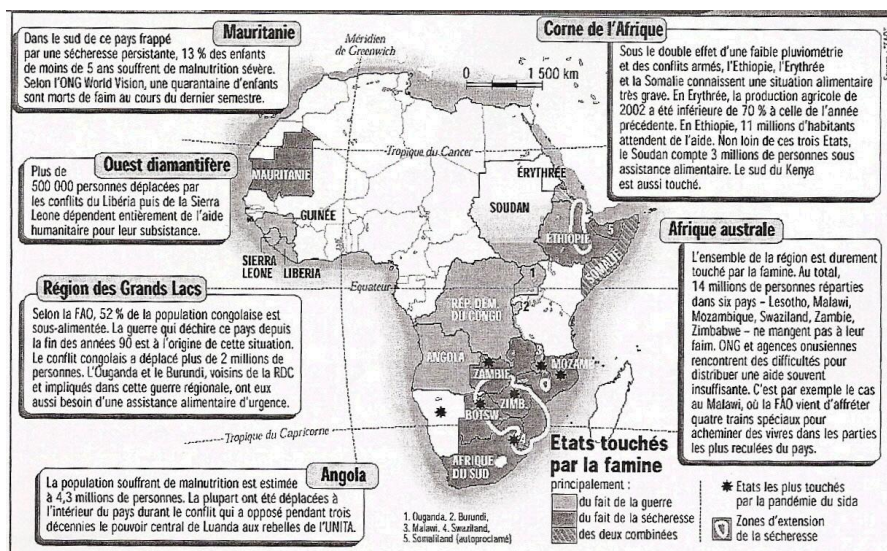 Mauritanie
Dans le sud de ce pays frappé
par une sécheresse persistante, 13 % des enfants
de moins de 5 ans souffrent de malnutrition sévère.
Selon l'ONG World Vision, une quarantaine d'enfants
sont morts de faim au cours du dernier semestre.
Méridien
de Greenwich
0 1 500 km
Corne de l'Afrique
Sous le double effet d'une faible pluviométrie
et des conflits armés, l'Ethiopie, l'Erythrée
et la Somalie connaissent une situation alimentaire
très grave. En Erythrée, la production agricole de
2002 a été inférieure de 70 % à celle de l'année
précédente. En Ethiopie, 11 millions d'habitants
attendent de l'aide. Non loin de ces trois Etats,
le Soudan compte 3 millions de personnes sous
assistance alimentaire. Le sud du Kenya
est aussi touché.
Ouest diamantifère
Plus de
500 000 personnes déplacées par
les conflits du Libéria puis de la Sierra
Leone dépendent entièrement de l'aide
humanitaire pour leur subsistance.
Tropique du Cancer
MAURITANIE
GUINÉE
SIERRA
LEONE
LIBERIA
ÉRYTHRÉE
SOUDAN
ÉTHIOPIE
5
SOMALIE
Equateur
1
2
RÉP. DEM.
DU CONGO
ANGOLA
ZAMBIE
3
MOZAMB.
ZIMB.
BOTSW.
4
AFRIQUE
DU SUD
Tropique du Capricorne
Région des Grands Lacs
Selon la FAO, 52 % de la population congolaise est
sous-alimentée. La guerre qui déchire ce pays depuis
la fin des années 90 est à l'origine de cette situation.
Le conflit congolais a déplacé plus de 2 millions de
personnes. L'Ouganda et le Burundi, voisins de la RDC
et impliqués dans cette guerre régionale, ont eux
aussi besoin d'une assistance alimentaire d'urgence.
Afrique australe
L'ensemble de la région est durement
touché par la famine. Au total,
14 millions de personnes réparties
dans six pays – Lesotho, Malawi,
Mozambique, Swaziland, Zambie,
Zimbabwe – ne mangent pas à leur
faim. ONG et agences onusiennes
rencontrent des difficultés pour
distribuer une aide souvent
insuffisante. C'est par exemple le cas
au Malawi, où la FAO vient d'affréter
quatre trains spéciaux pour
acheminer des vivres dans les parties
les plus reculées du pays.
Angola
La population souffrant de malnutrition est estimée
à 4,3 millions de personnes. La plupart ont été déplacées à
l'intérieur du pays durant le conflit qui a opposé pendant trois
décennies le pouvoir central de Luanda aux rebelles de l'UNITA.
1. Ouganda, 2. Burundi,
3. Malawi, 4. Swaziland,
5. Somaliland (autoproclamé)
Etats touchés
par la famine
principalement :
du fait de la guerre
du fait de la sécheresse
des deux combinées
Etats les plus touchés
par la pandémie du sida
Zones d'extension
de la sécheresse